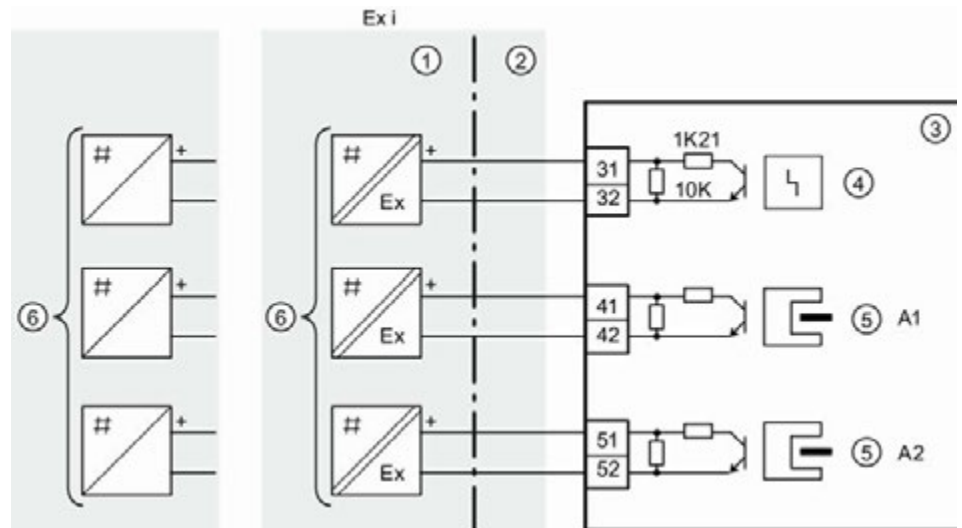 Ex i
① ②
③
#
+
#
+
Ex
31
32
1K21
10K
④
⑥
#
+
⑥
#
+
Ex
41
42
⑤ A1
#
+
#
+
Ex
51
52
⑤ A2